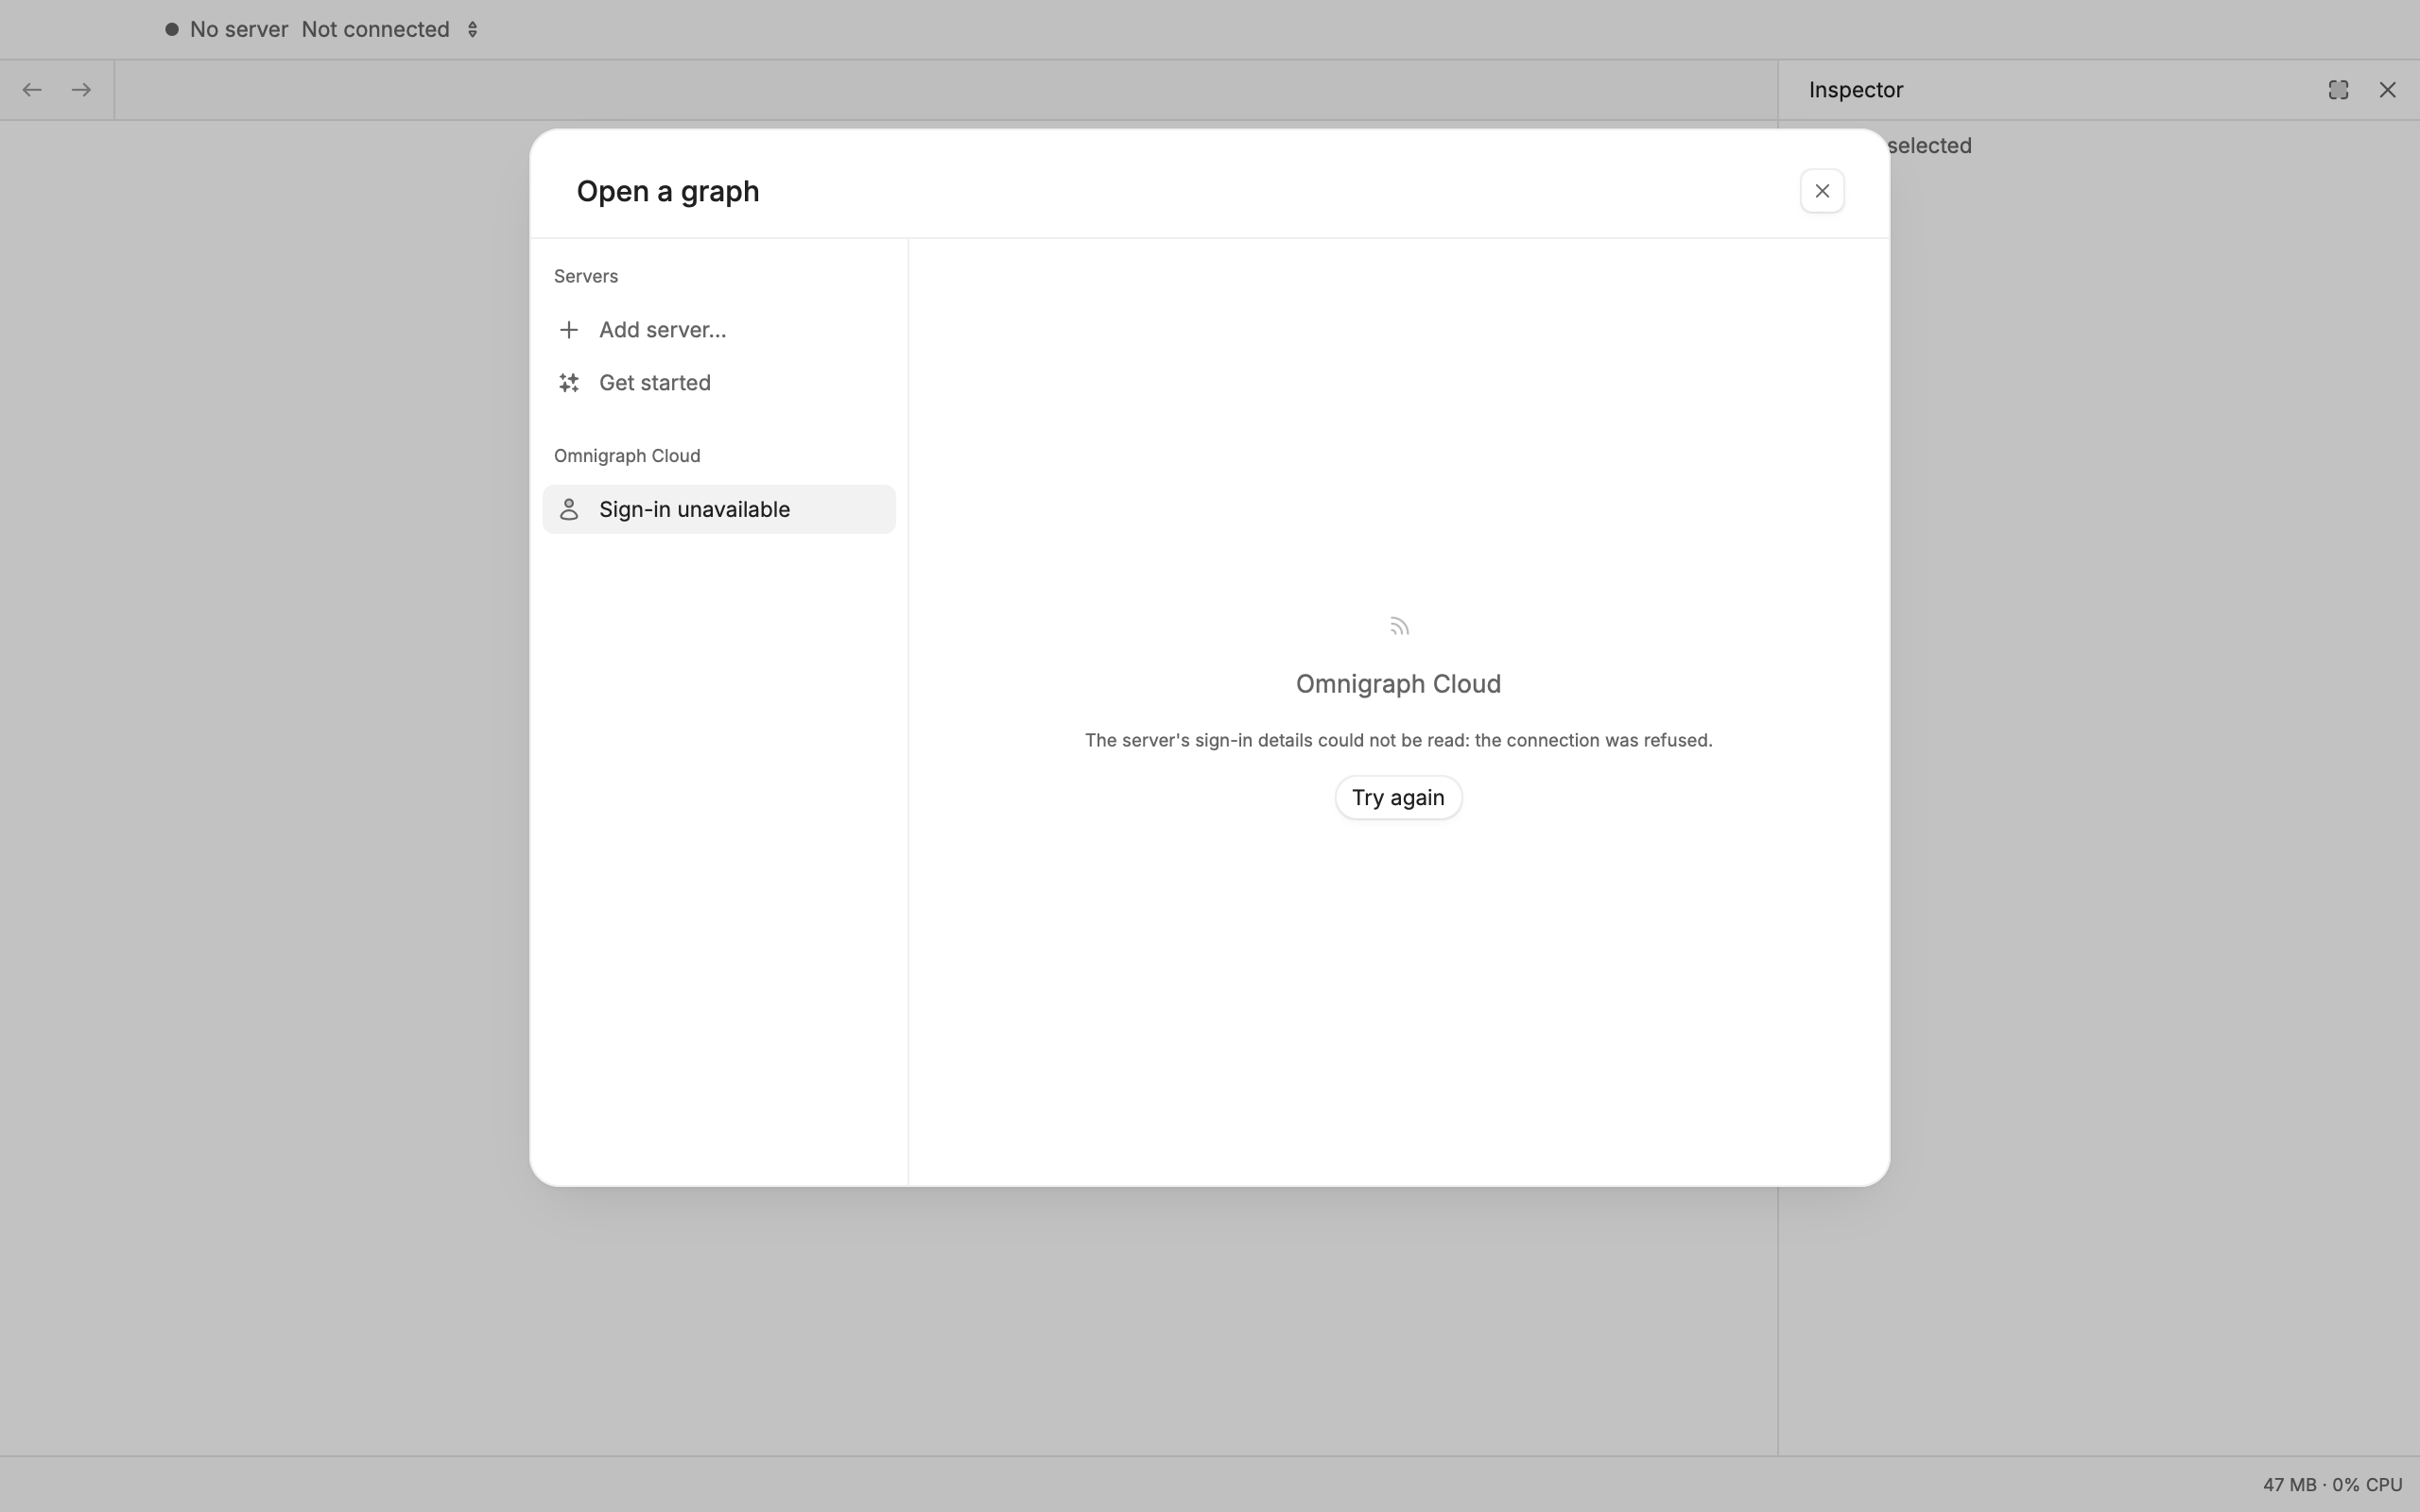 No server Not connected
Inspector
selected
Open a graph
Servers
Add server...
Get started
Omnigraph Cloud
Sign-in unavailable
Omnigraph Cloud
The server's sign-in details could not be read: the connection was refused.
Try again
47 MB · 0% CPU